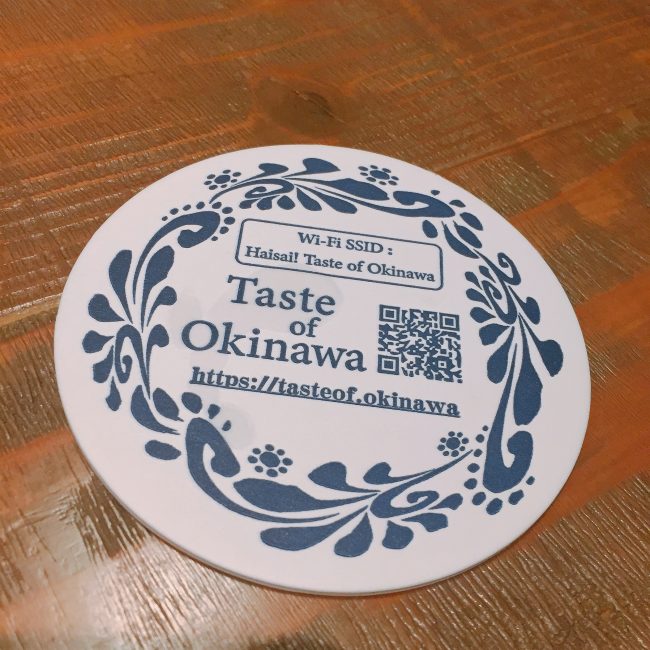 Wi-Fi SSID :
Haisai! Taste of Okinawa
Taste
of
Okinawa
https://tasteof.okinawa